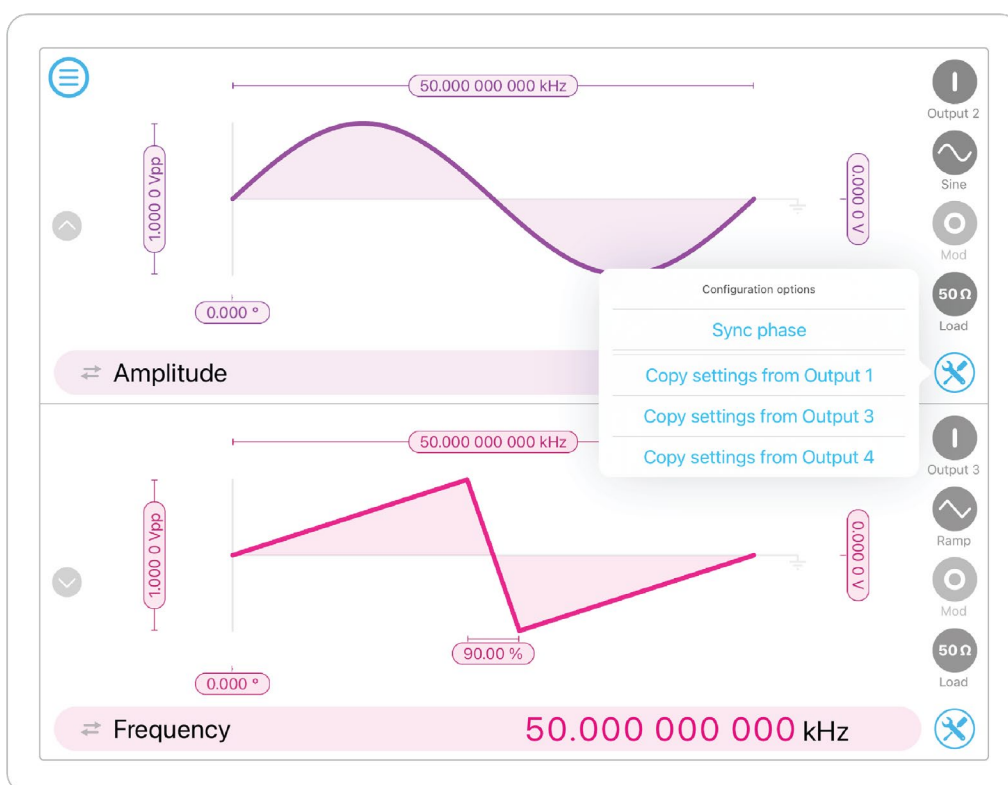 50.000 000 000 kHz
Output 2
1.000 0 Vpp
0.000 0 V
Sine
Mod
0.000 °
50 Ω
Load
Configuration options
Sync phase
Amplitude
Copy settings from Output 1
Copy settings from Output 3
Copy settings from Output 4
50.000 000 000 kHz
Output 3
1.000 0 Vpp
0.000 0 V
Ramp
Mod
90.00 %
50 Ω
0.000 °
Load
Frequency
50.000 000 000 kHz